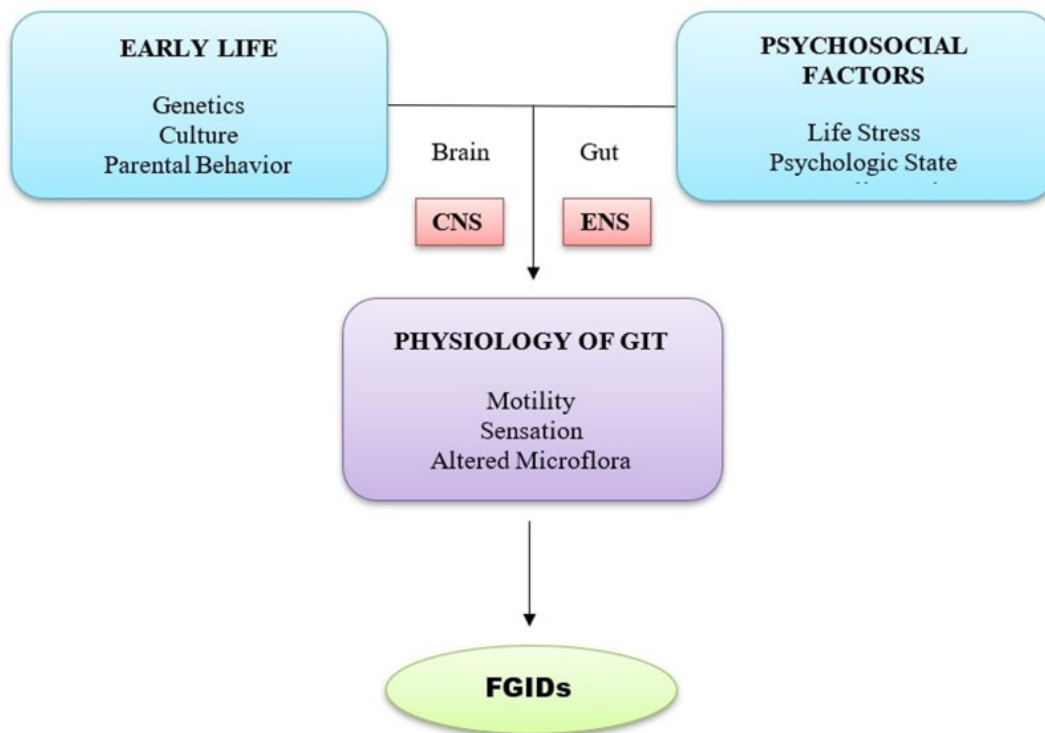 EARLY LIFE
Genetics
Culture
Parental Behavior
PSYCHOSOCIAL
FACTORS
Life Stress
Psychologic State
Brain
Gut
CNS
ENS
PHYSIOLOGY OF GIT
Motility
Sensation
Altered Microflora
FGIDs